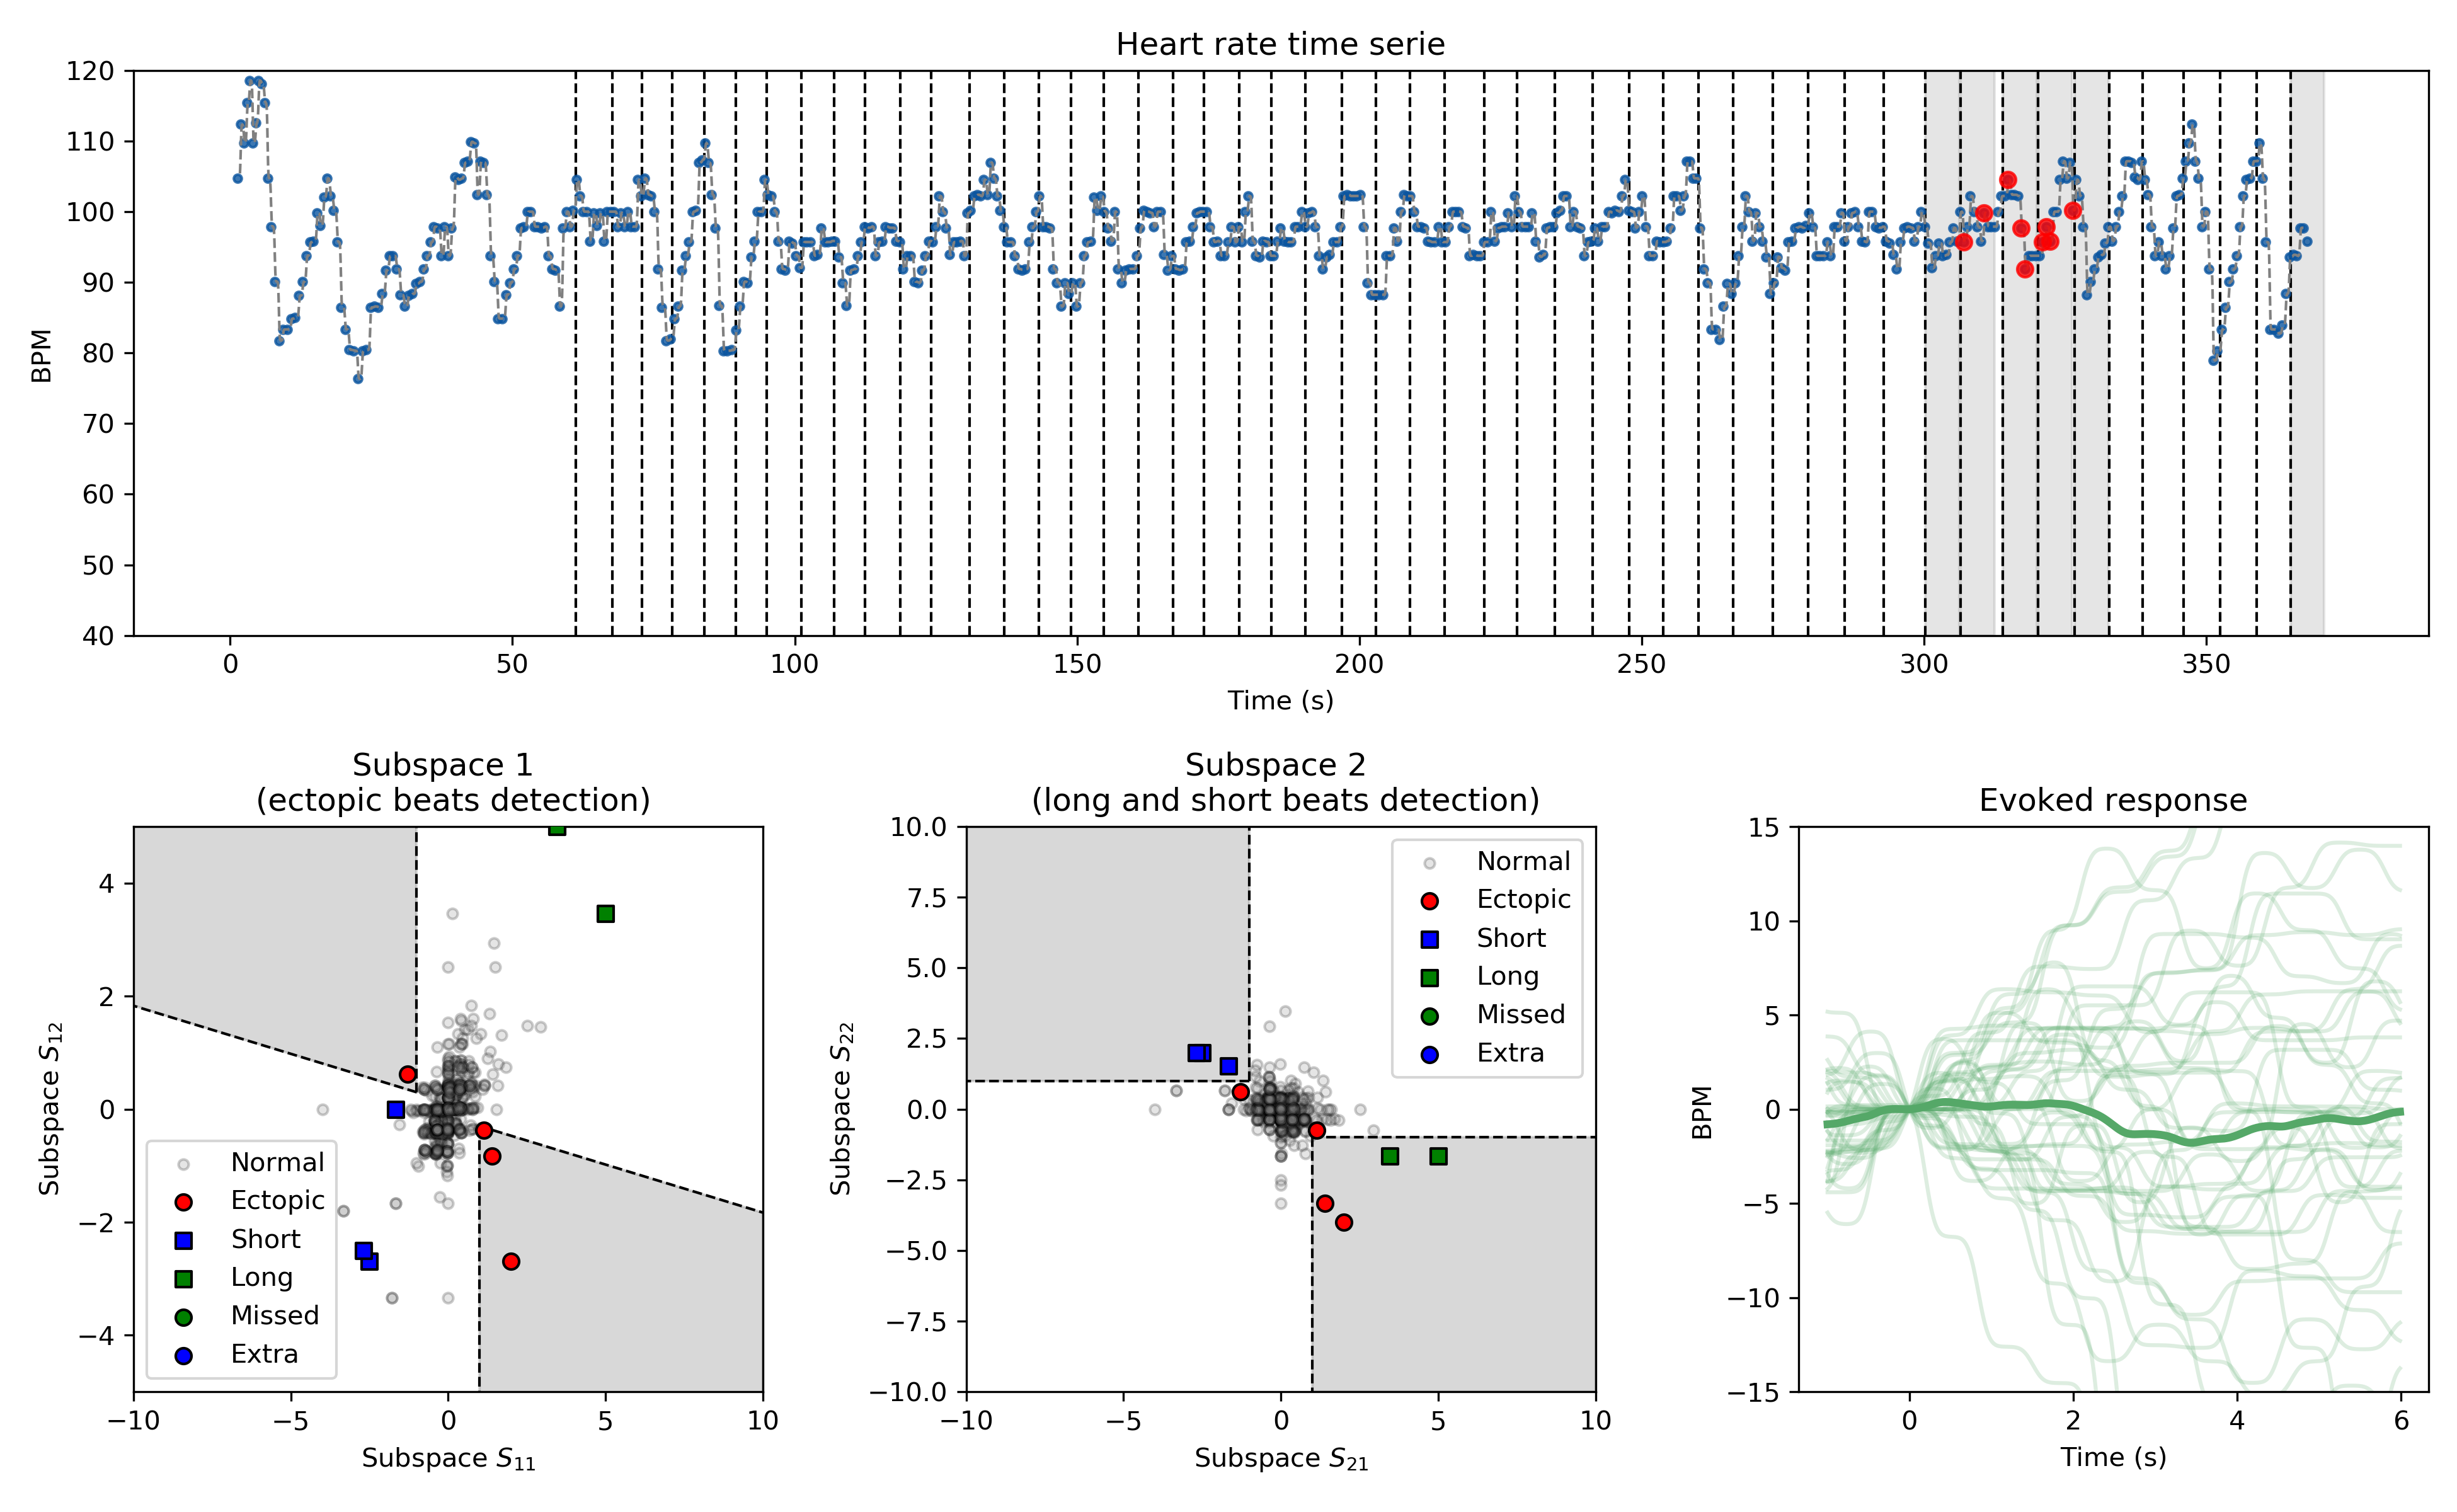 Heart rate time serie
120
110
100
90
80
70
60
50
40
BPM
0 50 100 150 200 250 300 350
Time (s)
Subspace 1
(ectopic beats detection)
4
2
0
−2
−4
Subspace S12
Normal
Ectopic
Short
Long
Missed
Extra
−10 −5 0 5 10
Subspace S11
Subspace 2
(long and short beats detection)
10.0
7.5
5.0
2.5
0.0
−2.5
−5.0
−7.5
−10.0
Subspace S22
Normal
Ectopic
Short
Long
Missed
Extra
−10 −5 0 5 10
Subspace S21
Evoked response
15
10
5
0
−5
−10
−15
BPM
0 2 4 6
Time (s)